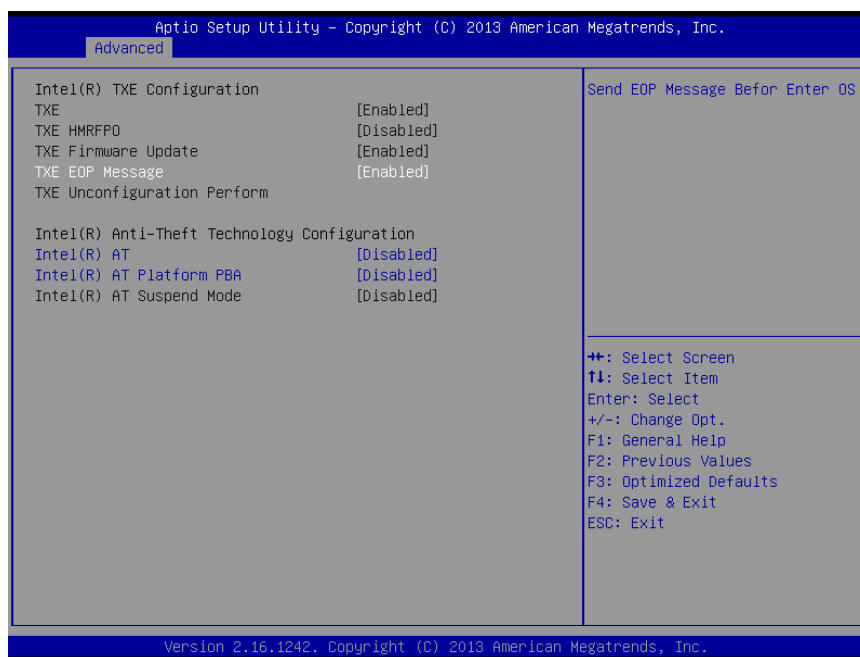 Aptio Setup Utility – Copyright (C) 2013 American Megatrends, Inc.
Advanced
Intel(R) TXE Configuration
TXE [Enabled]
TXE HMRFPO [Disabled]
TXE Firmware Update [Enabled]
TXE EOP Message [Enabled]
TXE Unconfiguration Perform
Intel(R) Anti-Theft Technology Configuration
Intel(R) AT [Disabled]
Intel(R) AT Platform PBA [Disabled]
Intel(R) AT Suspend Mode [Disabled]
Send EOP Message Befor Enter OS
→←: Select Screen
↑↓: Select Item
Enter: Select
+/-: Change Opt.
F1: General Help
F2: Previous Values
F3: Optimized Defaults
F4: Save & Exit
ESC: Exit
Version 2.16.1242. Copyright (C) 2013 American Megatrends, Inc.